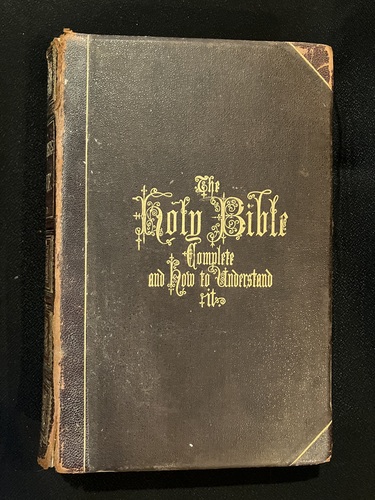 The
Holy Bible
Complete
and How to Understand
it.